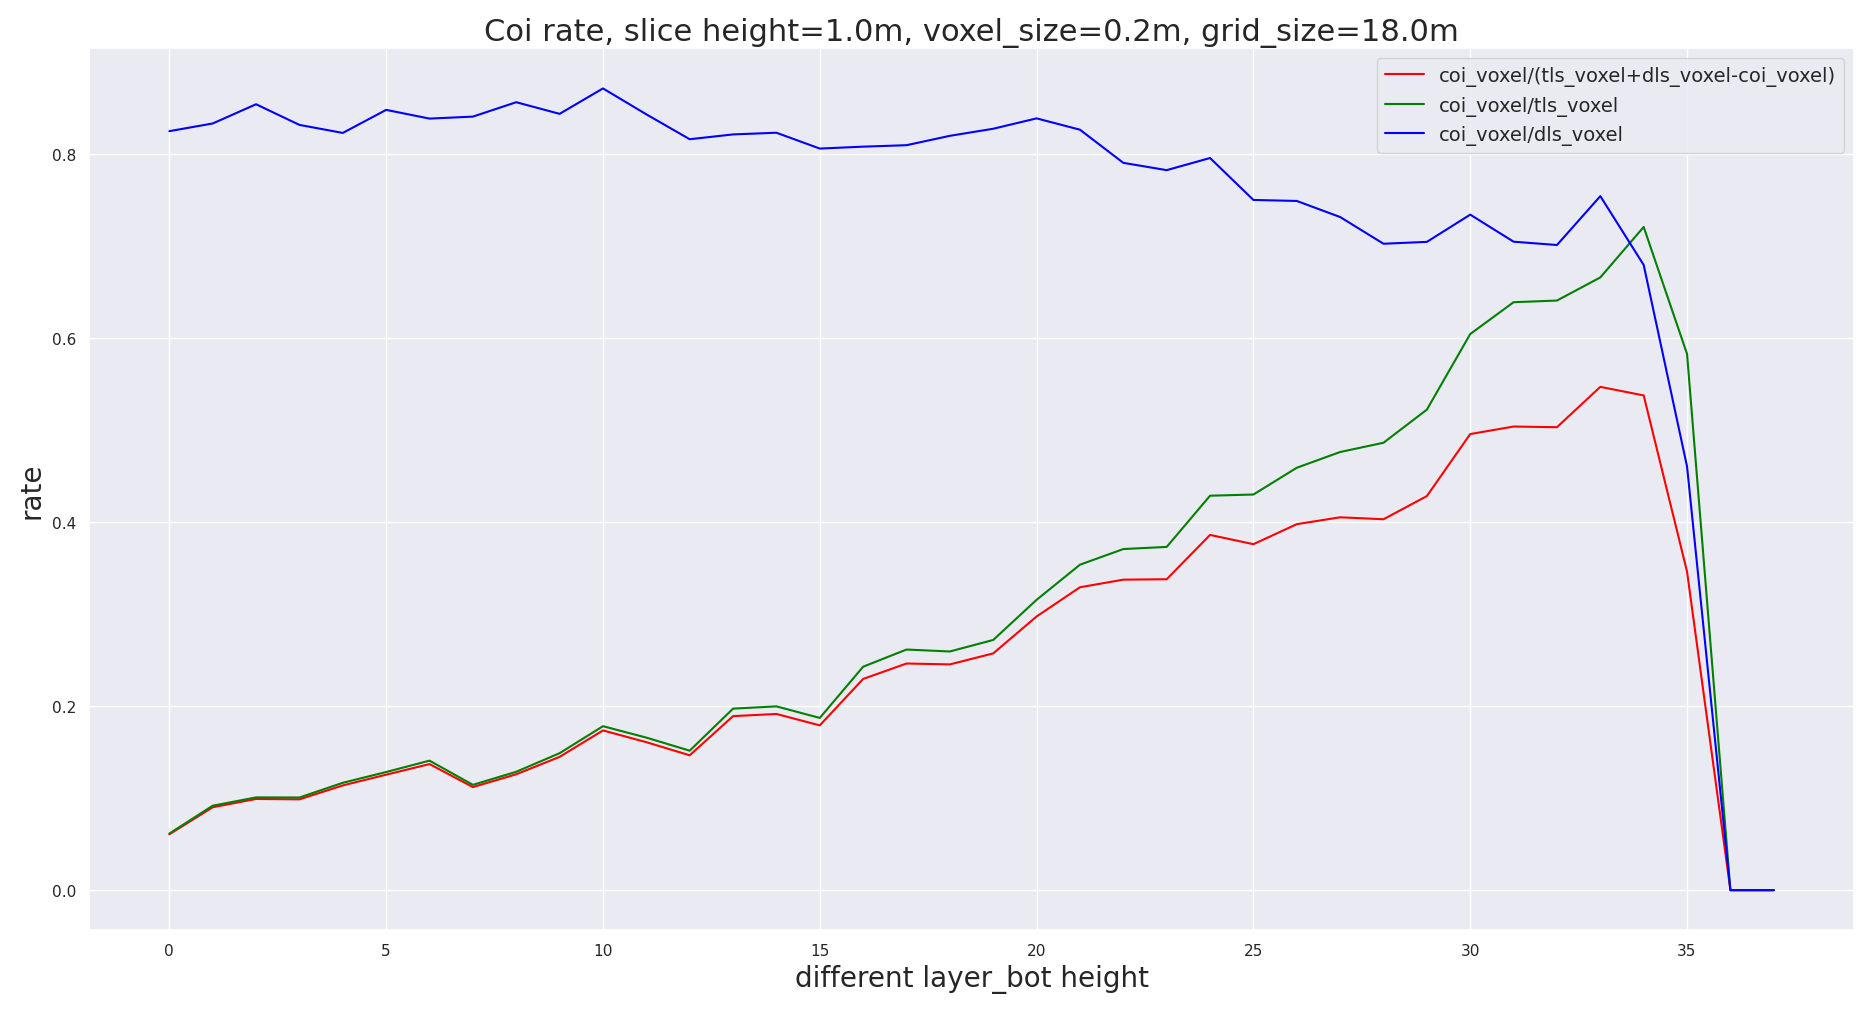 Coi rate, slice height=1.0m, voxel_size=0.2m, grid_size=18.0m
coi_voxel/(tls_voxel+dls_voxel-coi_voxel)
coi_voxel/tls_voxel
coi_voxel/dls_voxel
rate
0.8
0.6
0.4
0.2
0.0
0 5 10 15 20 25 30 35
different layer_bot height